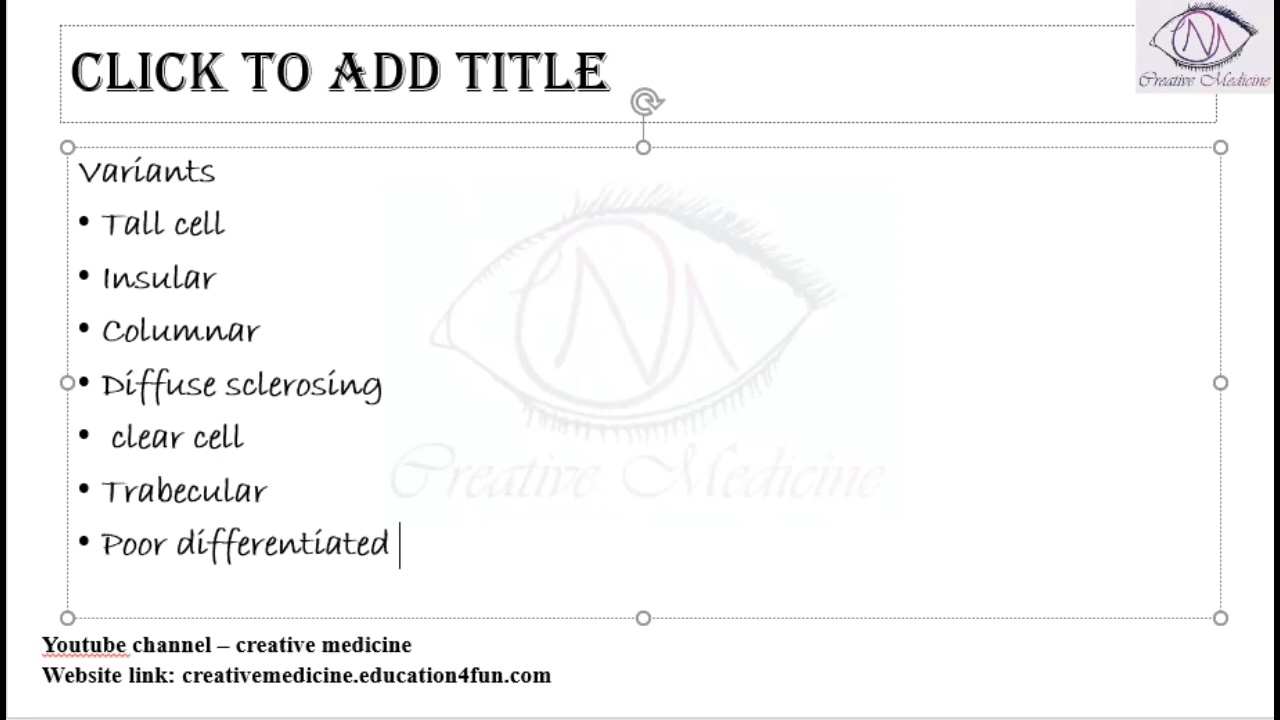 CLICK TO ADD TITLE
Creative Medicine
Variants
• Tall cell
• Insular
• Columnar
• Diffuse sclerosing
• clear cell
• Trabecular
• Poor differentiated
Creative Medicine
Youtube channel – creative medicine
Website link: creativemedicine.education4fun.com